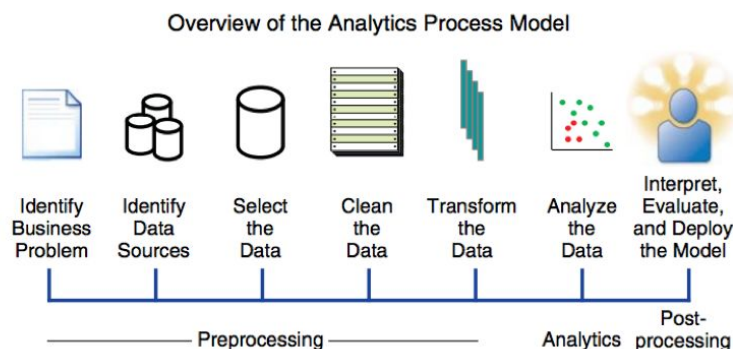 Overview of the Analytics Process Model
Identify
Business
Problem
Identify
Data
Sources
Select
the
Data
Clean
the
Data
Transform
the
Data
Analyze
the
Data
Interpret,
Evaluate,
and Deploy
the Model
Preprocessing
Analytics
Post-
processing